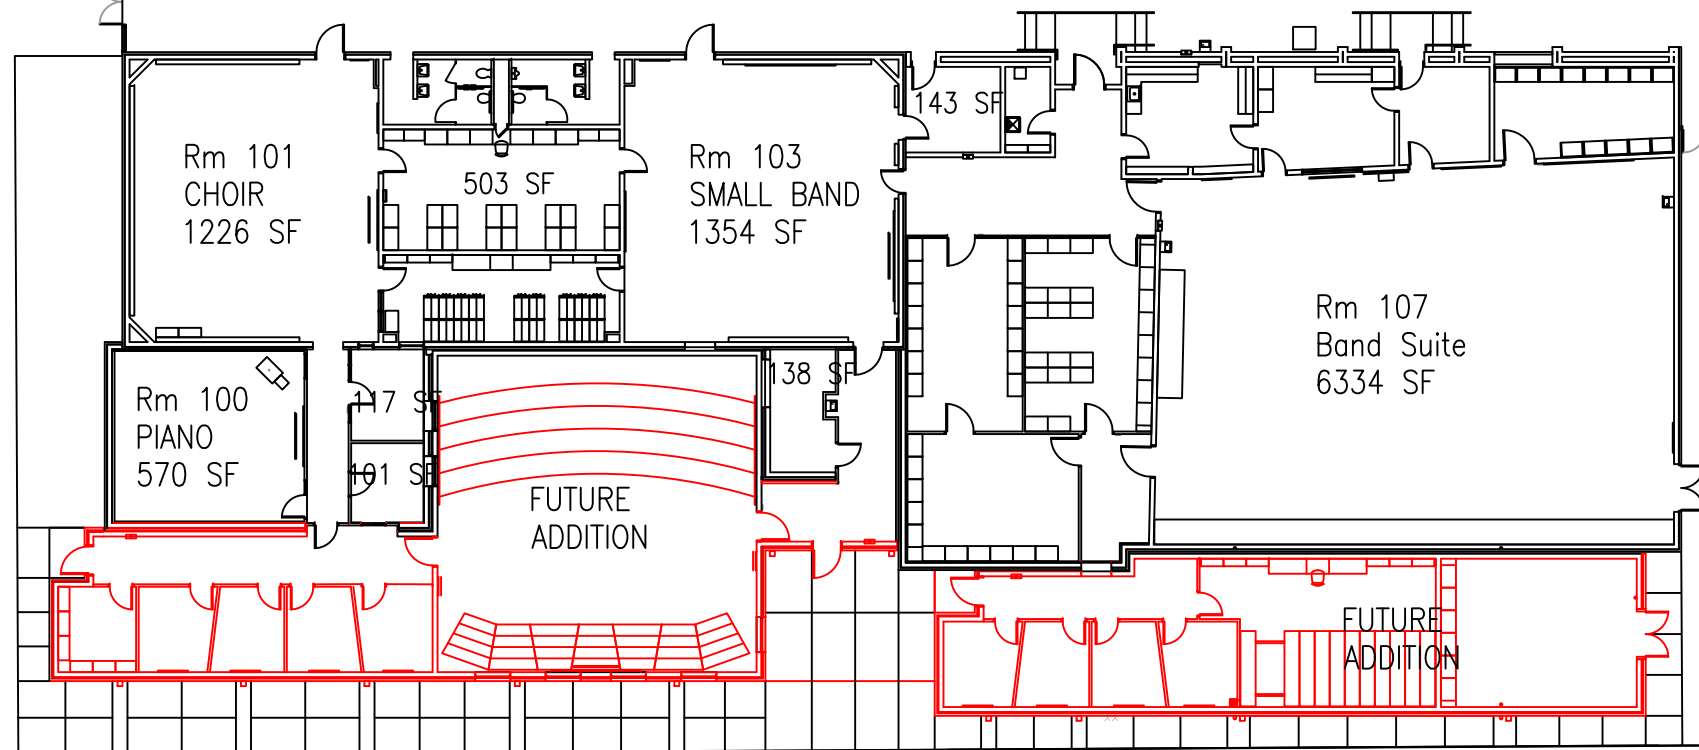 Rm 101
CHOIR
1226 SF
503 SF
Rm 103
SMALL BAND
1354 SF
143 SF
Rm 107
Band Suite
6334 SF
Rm 100
PIANO
570 SF
117 SF
101 SF
138 SF
FUTURE
ADDITION
FUTURE
ADDITION